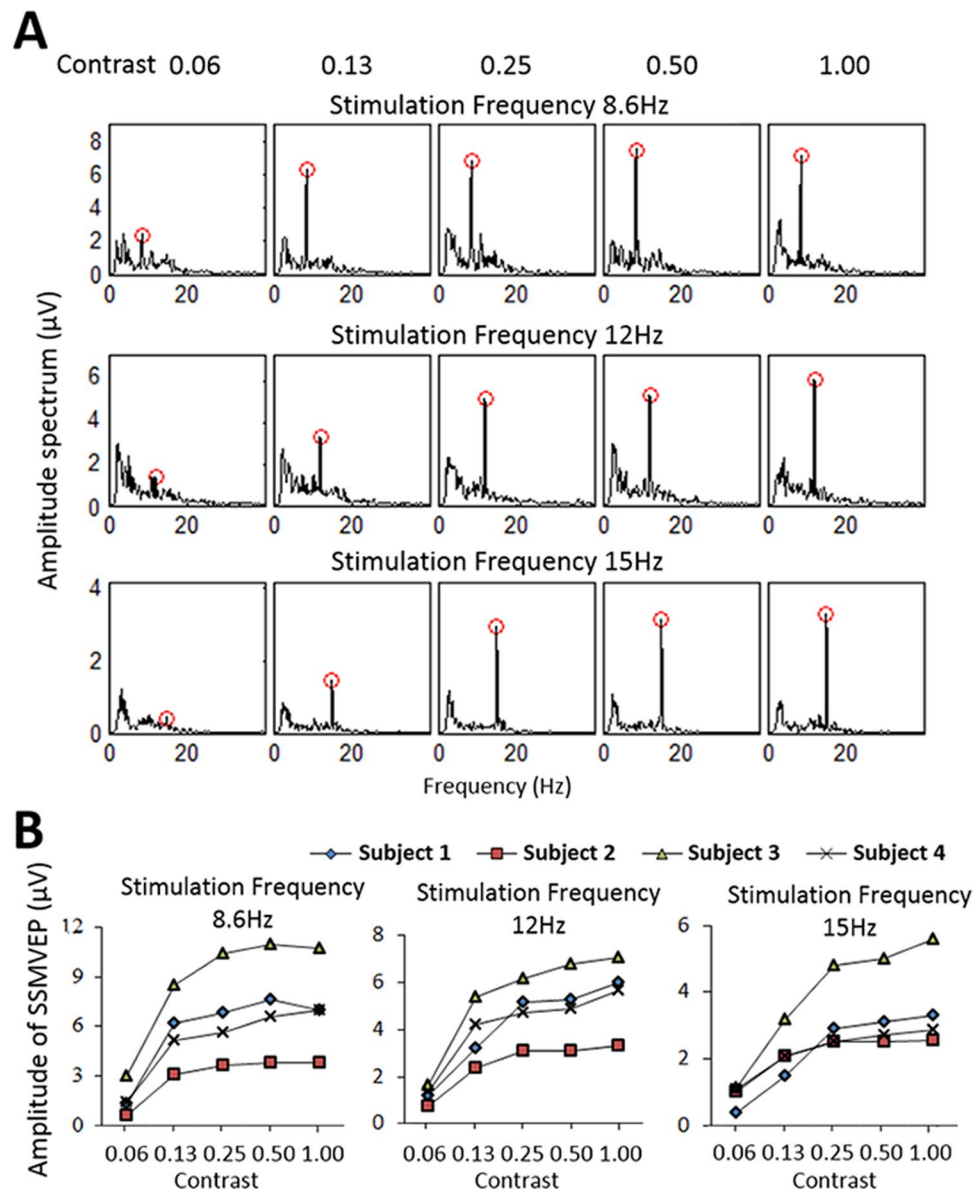 A
Contrast 0.06 0.13 0.25 0.50 1.00
Stimulation Frequency 8.6Hz
8
6
4
2
0
0 20 0 20 0 20 0 20 0 20
Stimulation Frequency 12Hz
6
4
2
0
0 20 0 20 0 20 0 20 0 20
Stimulation Frequency 15Hz
4
2
0
0 20 0 20 0 20 0 20 0 20
Amplitude spectrum (µV)
Frequency (Hz)
B
Subject 1 Subject 2 Subject 3 Subject 4
Amplitude of SSMVEP (µV)
Stimulation Frequency
8.6Hz
12
9
6
3
0
0.06 0.13 0.25 0.50 1.00
Contrast
Stimulation Frequency
12Hz
8
6
4
2
0
0.06 0.13 0.25 0.50 1.00
Contrast
Stimulation Frequency
15Hz
6
4
2
0
0.06 0.13 0.25 0.50 1.00
Contrast